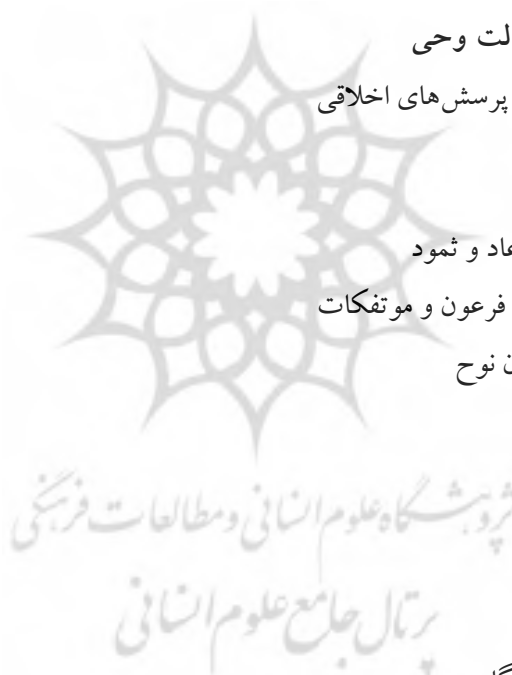 لت وحی
پرسش‌های اخلاقی
عاد و ثمود
فرعون و موتفکات
ن نوح
پژوهشگاه علوم انسانی و مطالعات فرهنگی
پرتال جامع علوم انسانی